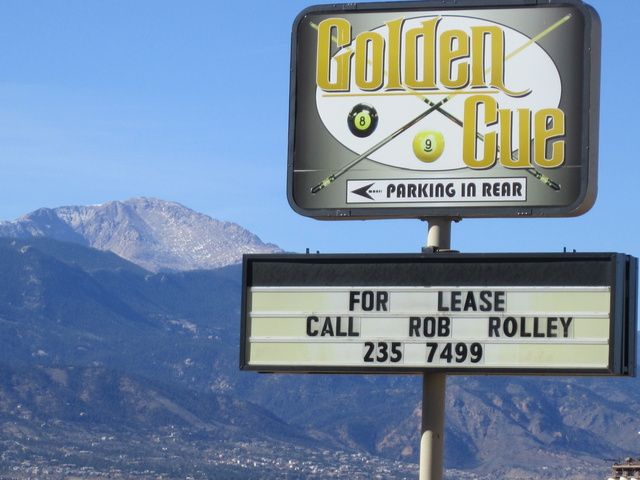 Golden
Cue
8
9
PARKING IN REAR
FOR LEASE
CALL ROB ROLLEY
235 7499